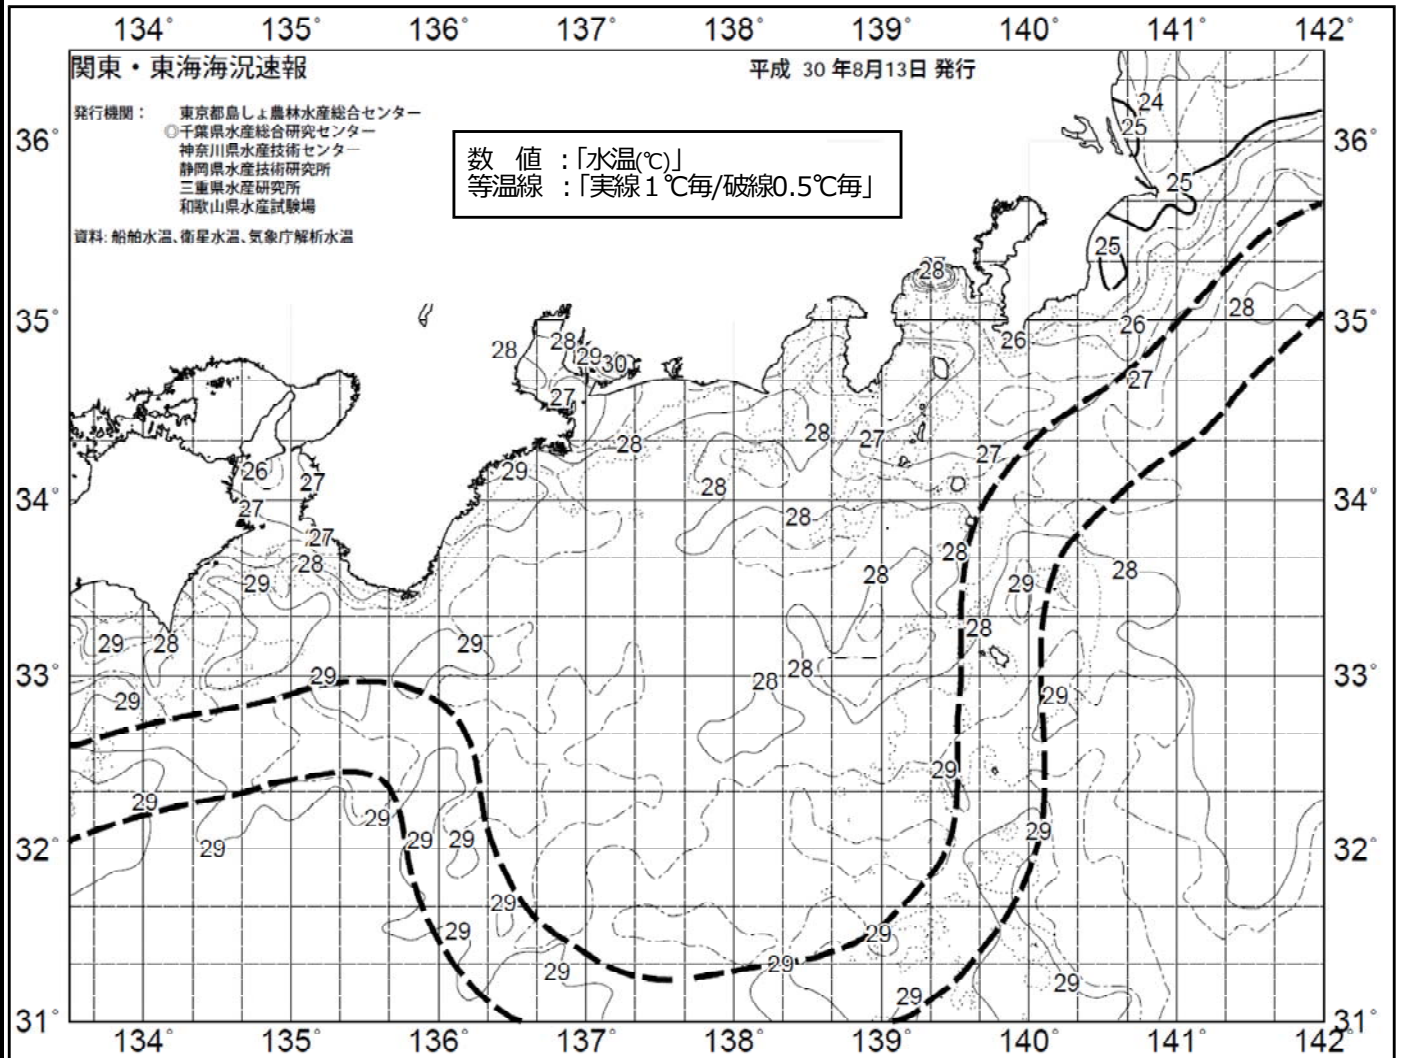 134° 135° 136° 137° 138° 139° 140° 141° 142°
関東・東海海況速報
平成 30 年8月13日 発行
発行機関： 東京都島しょ農林水産総合センター
◎千葉県水産総合研究センター
神奈川県水産技術センター
静岡県水産技術研究所
三重県水産研究所
和歌山県水産試験場
資料: 船舶水温、衛星水温、気象庁解析水温
数 値 ：「水温(℃)」
等温線 ：「実線１℃毎/破線0.5℃毎」
24
36° 25 36°
25
25
28
28
35° 26 35°
26
28 28 29 30
27
27
28 28 27
27
26 29
27 28
34° 34°
27 28
27
28
28
29 28 29 28
28
29 28 29
28
33° 29 33°
28
29 29
29
29
29
29 29 29
32° 29 32°
29
29 29
29 29
29 29
31° 31°
134° 135° 136° 137° 138° 139° 140° 141° 142°